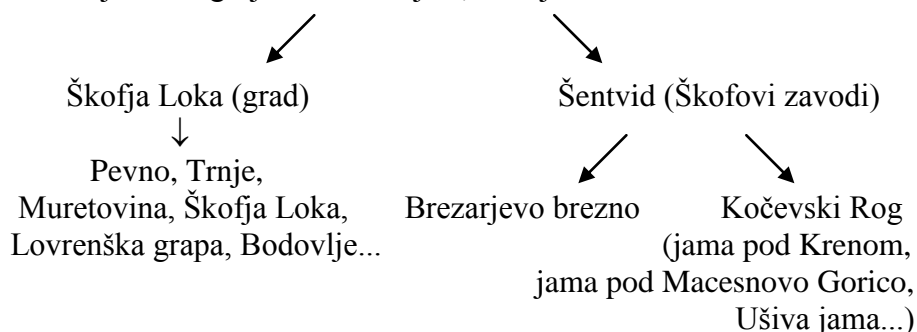 Škofja Loka (grad)
Šentvid (Škofovi zavodi)
Pevno, Trnje,
Muretovina, Škofja Loka,
Lovrenška grapa, Bodovlje...
Brezarjevo brezno
Kočevski Rog
(jama pod Krenom,
jama pod Macesnovo Gorico,
Ušiva jama...)